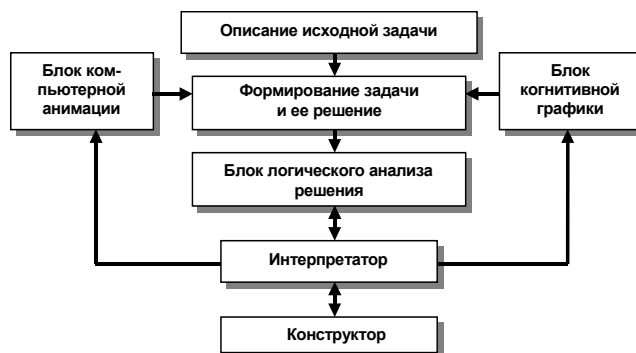 Описание исходной задачи
Блок ком-
пьютерной
анимации
Формирование задачи
и ее решение
Блок
когнитивной
графики
Блок логического анализа
решения
Интерпретатор
Конструктор